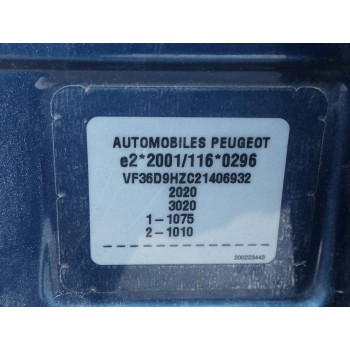 AUTOMOBILES PEUGEOT
e2*2001/116*0296
VF36D9HZC21406932
2020
3020
1-1075
2-1010